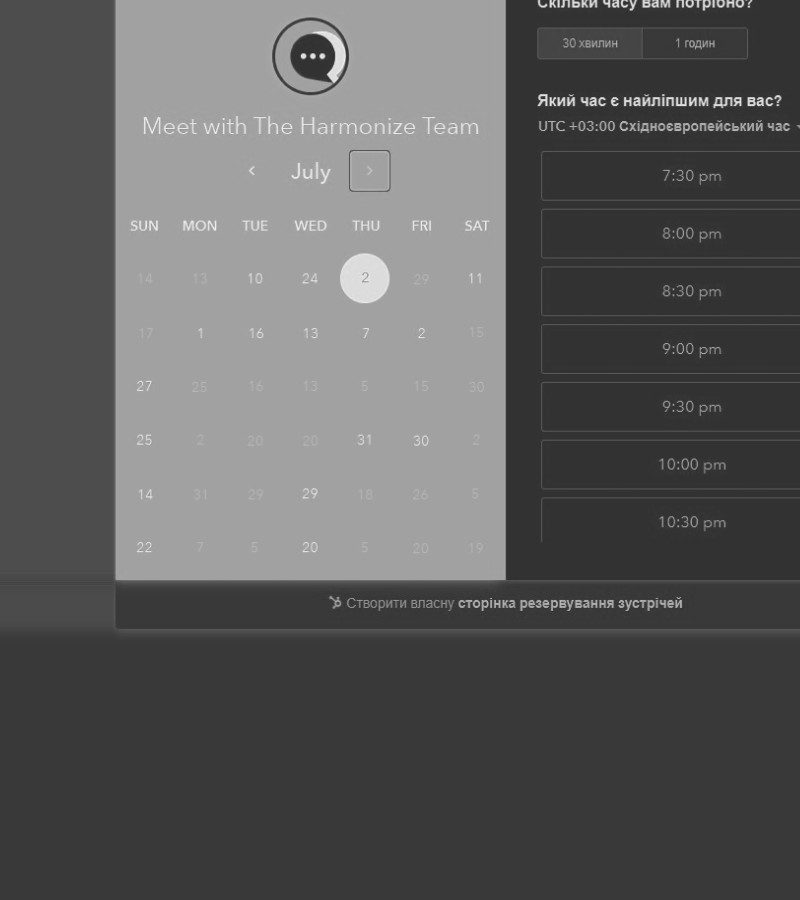 Скільки часу вам потрібно?
30 хвилин 1 годин
Meet with The Harmonize Team
July
SUN MON TUE WED THU FRI SAT
14 13 10 24 2 29 11
17 1 16 13 7 2 15
27 25 16 13 5 15 30
25 2 20 20 31 30 2
14 31 29 29 18 26 5
22 7 5 20 5 20 19
Який час є найліпшим для вас?
UTC +03:00 Східноєвропейський час
7:30 pm
8:00 pm
8:30 pm
9:00 pm
9:30 pm
10:00 pm
10:30 pm
Створити власну сторінка резервування зустрічей